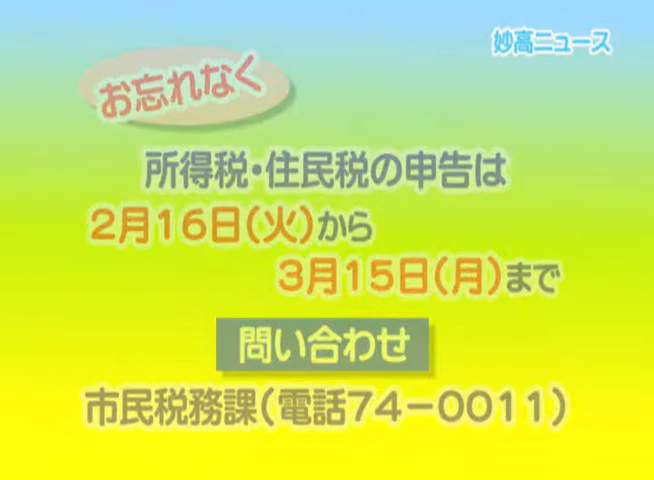 妙高ニュース
お忘れなく
所得税・住民税の申告は
2月16日(火)から
3月15日(月)まで
問い合わせ
市民税務課(電話74-0011)